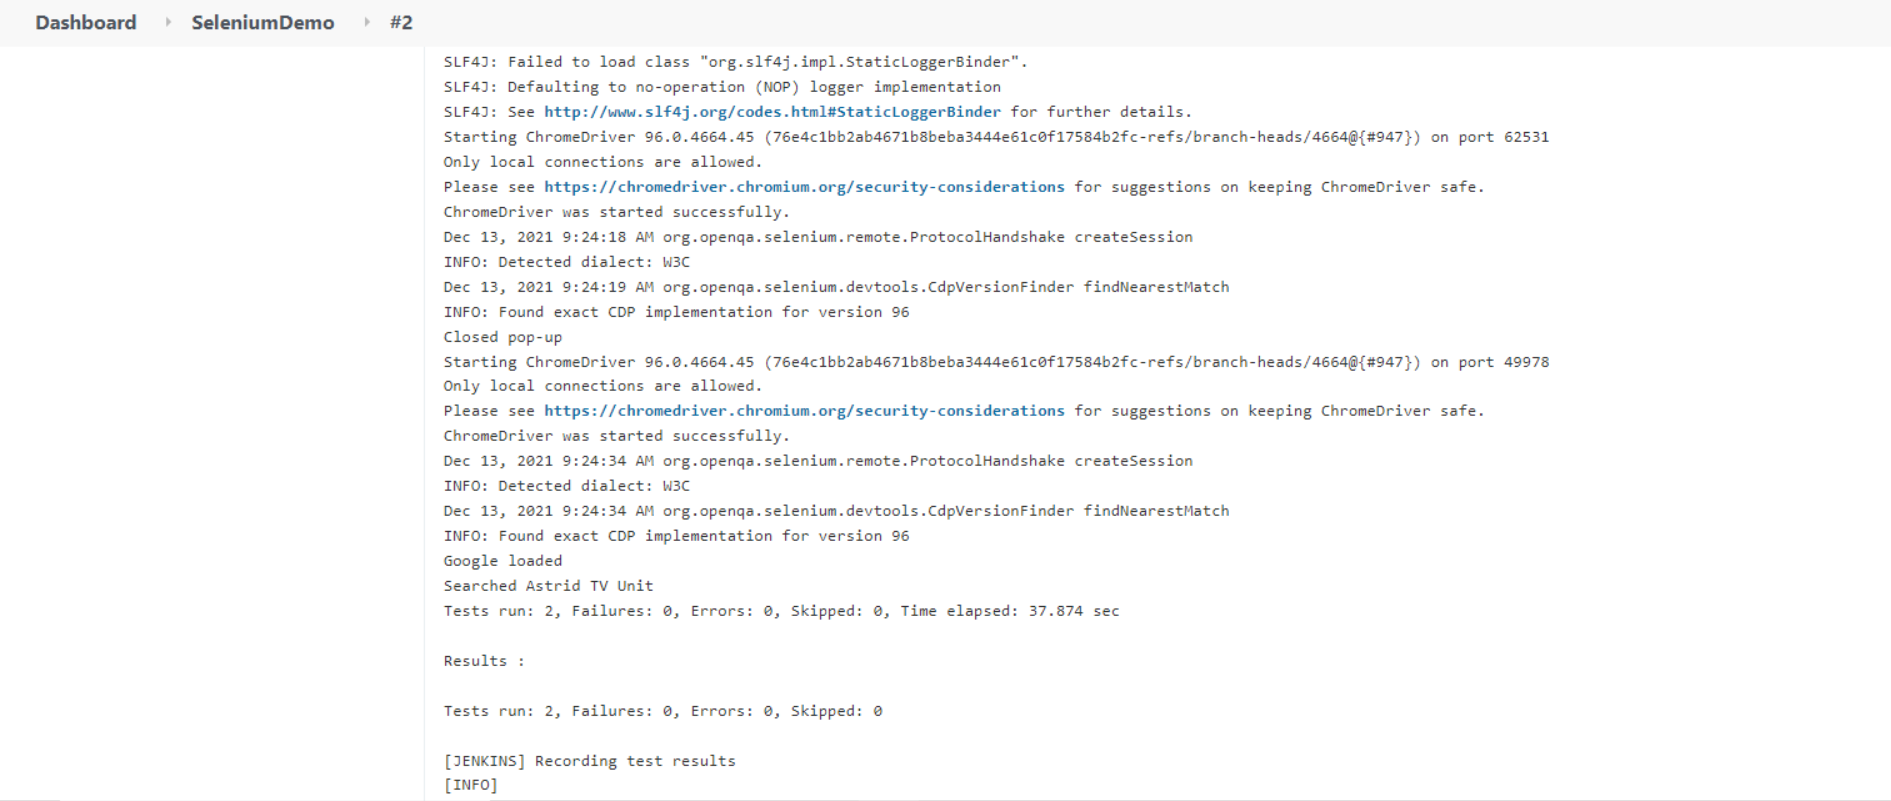 Dashboard SeleniumDemo #2
SLF4J: Failed to load class "org.slf4j.impl.StaticLoggerBinder".
SLF4J: Defaulting to no-operation (NOP) logger implementation
SLF4J: See http://www.slf4j.org/codes.html#StaticLoggerBinder for further details.
Starting ChromeDriver 96.0.4664.45 (76e4c1bb2ab4671b8beba3444e61c0f17584b2fc-refs/branch-heads/4664@{#947}) on port 62531
Only local connections are allowed.
Please see https://chromedriver.chromium.org/security-considerations for suggestions on keeping ChromeDriver safe.
ChromeDriver was started successfully.
Dec 13, 2021 9:24:18 AM org.openqa.selenium.remote.ProtocolHandshake createSession
INFO: Detected dialect: W3C
Dec 13, 2021 9:24:19 AM org.openqa.selenium.devtools.CdpVersionFinder findNearestMatch
INFO: Found exact CDP implementation for version 96
Closed pop-up
Starting ChromeDriver 96.0.4664.45 (76e4c1bb2ab4671b8beba3444e61c0f17584b2fc-refs/branch-heads/4664@{#947}) on port 49978
Only local connections are allowed.
Please see https://chromedriver.chromium.org/security-considerations for suggestions on keeping ChromeDriver safe.
ChromeDriver was started successfully.
Dec 13, 2021 9:24:34 AM org.openqa.selenium.remote.ProtocolHandshake createSession
INFO: Detected dialect: W3C
Dec 13, 2021 9:24:34 AM org.openqa.selenium.devtools.CdpVersionFinder findNearestMatch
INFO: Found exact CDP implementation for version 96
Google loaded
Searched Astrid TV Unit
Tests run: 2, Failures: 0, Errors: 0, Skipped: 0, Time elapsed: 37.874 sec
Results :
Tests run: 2, Failures: 0, Errors: 0, Skipped: 0
[JENKINS] Recording test results
[INFO]